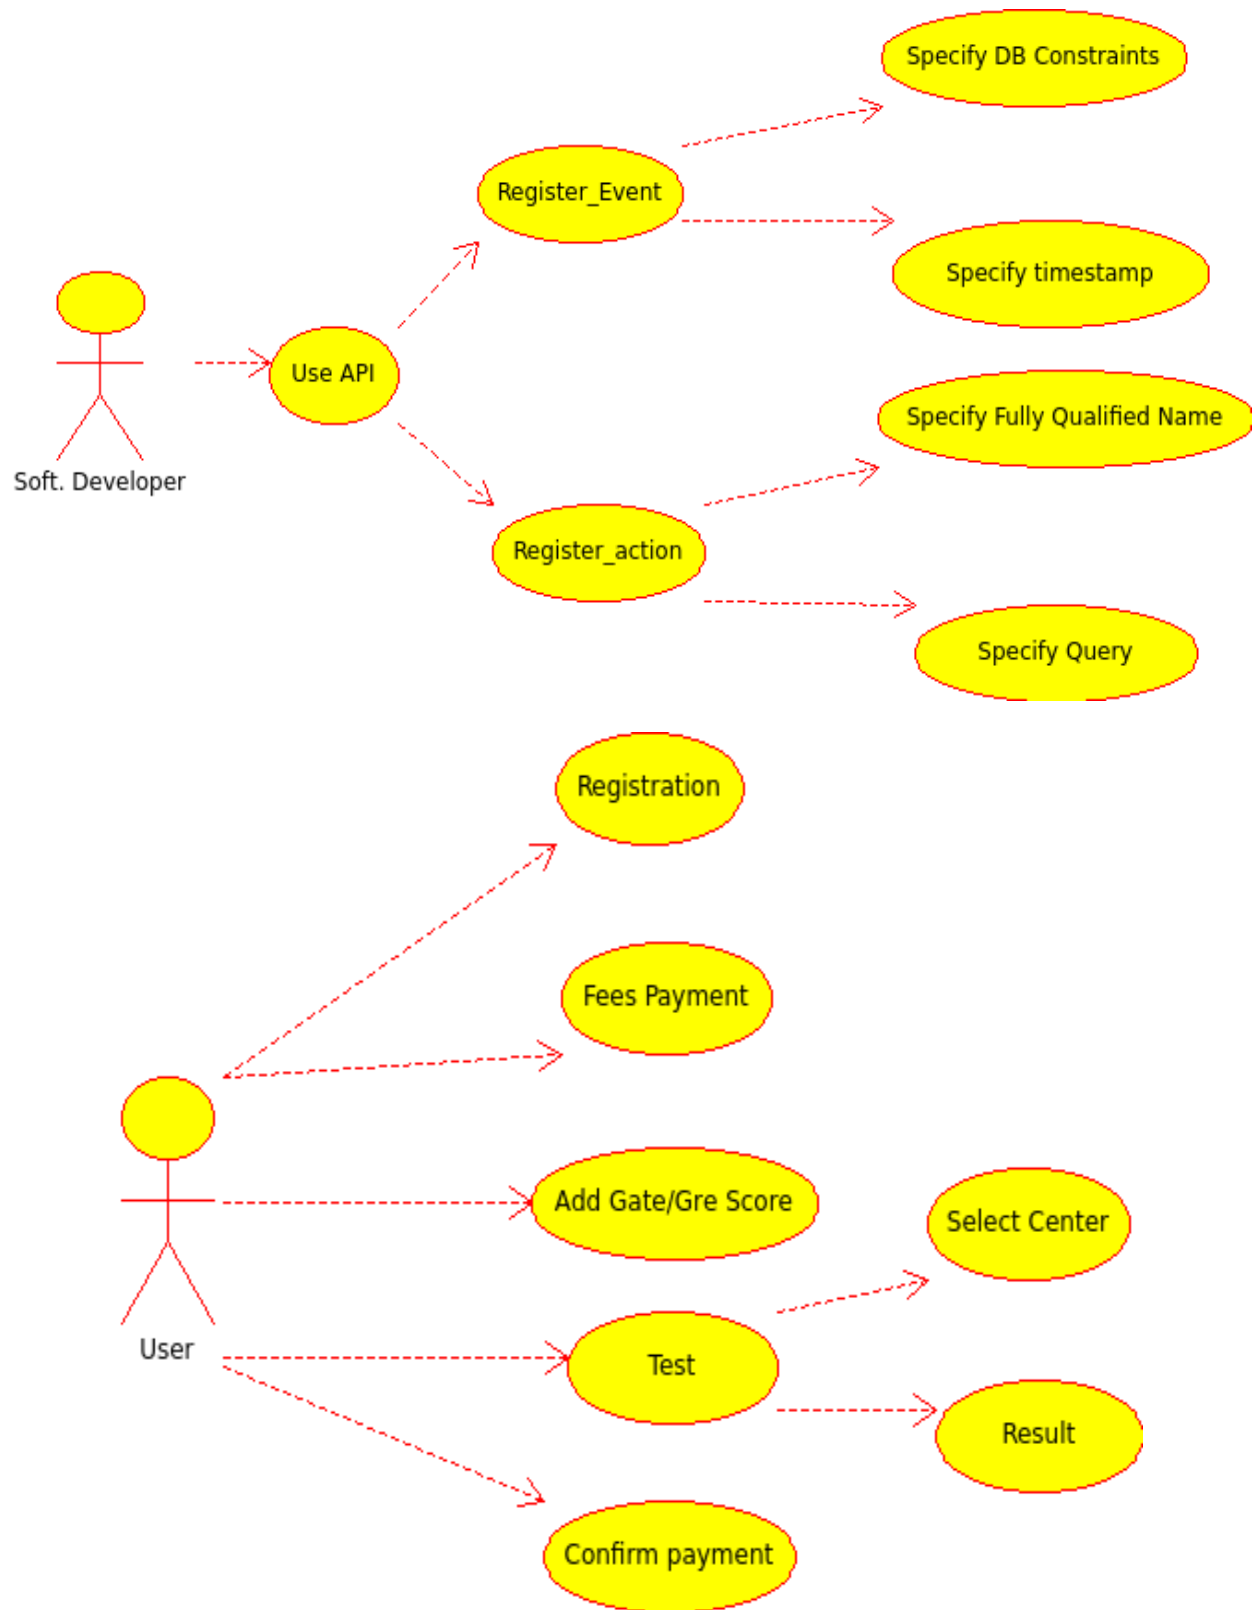 Specify DB Constraints
Register_Event
Specify timestamp
Use API
Specify Fully Qualified Name
Soft. Developer
Register_action
Specify Query
Registration
Fees Payment
Add Gate/Gre Score
Select Center
User
Test
Result
Confirm payment